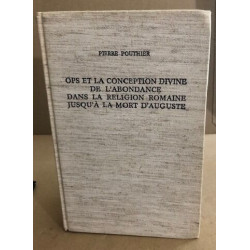 PIERRE POUTHIER
OPS ET LA CONCEPTION DIVINE
DE L'ABONDANCE
DANS LA RELIGION ROMAINE
JUSQU'À LA MORT D'AUGUSTE